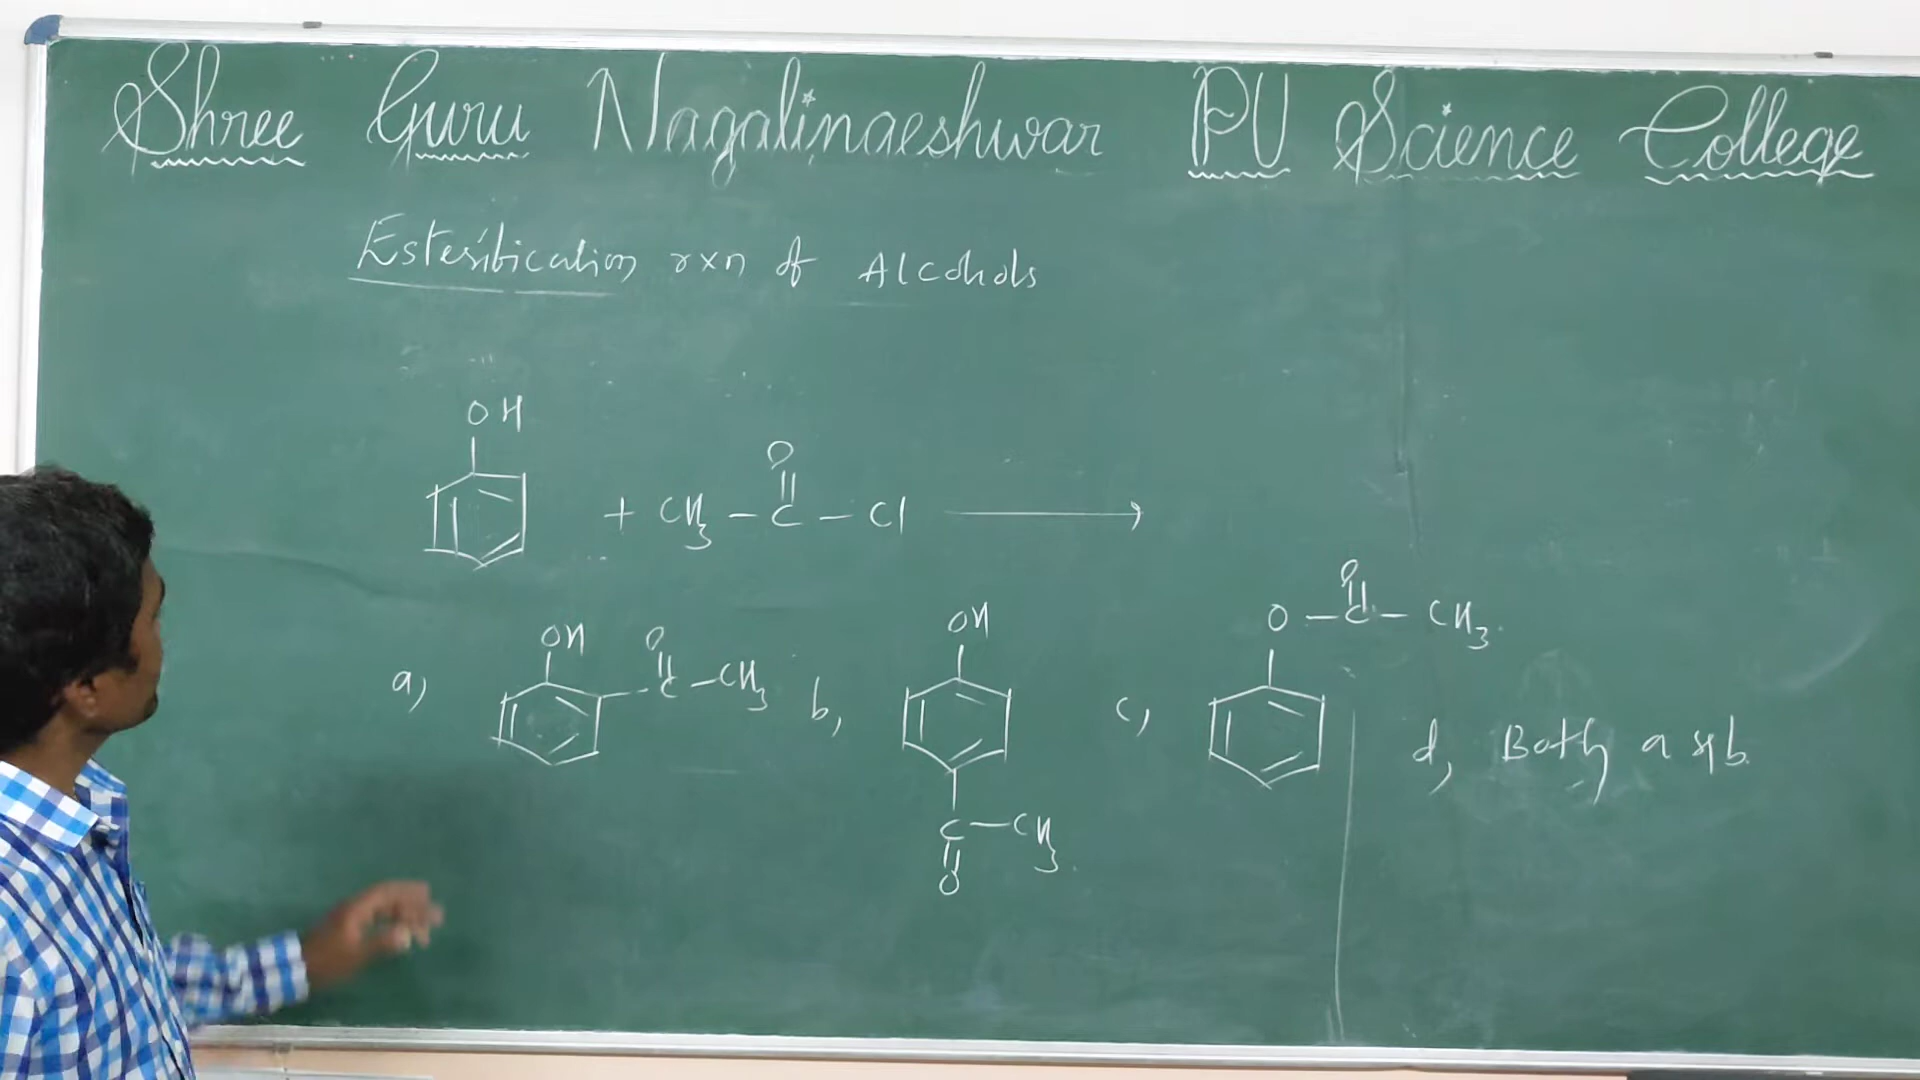 Shree Guru Nagalinaeshwar PU Science College
Esterification rxn of Alcohols
OH
O
+ CH3 – C – Cl ⟶
O
O – C – CH3
OH O OH
a, C – CH3 b, c, d, Both a & b
C – CH3
O